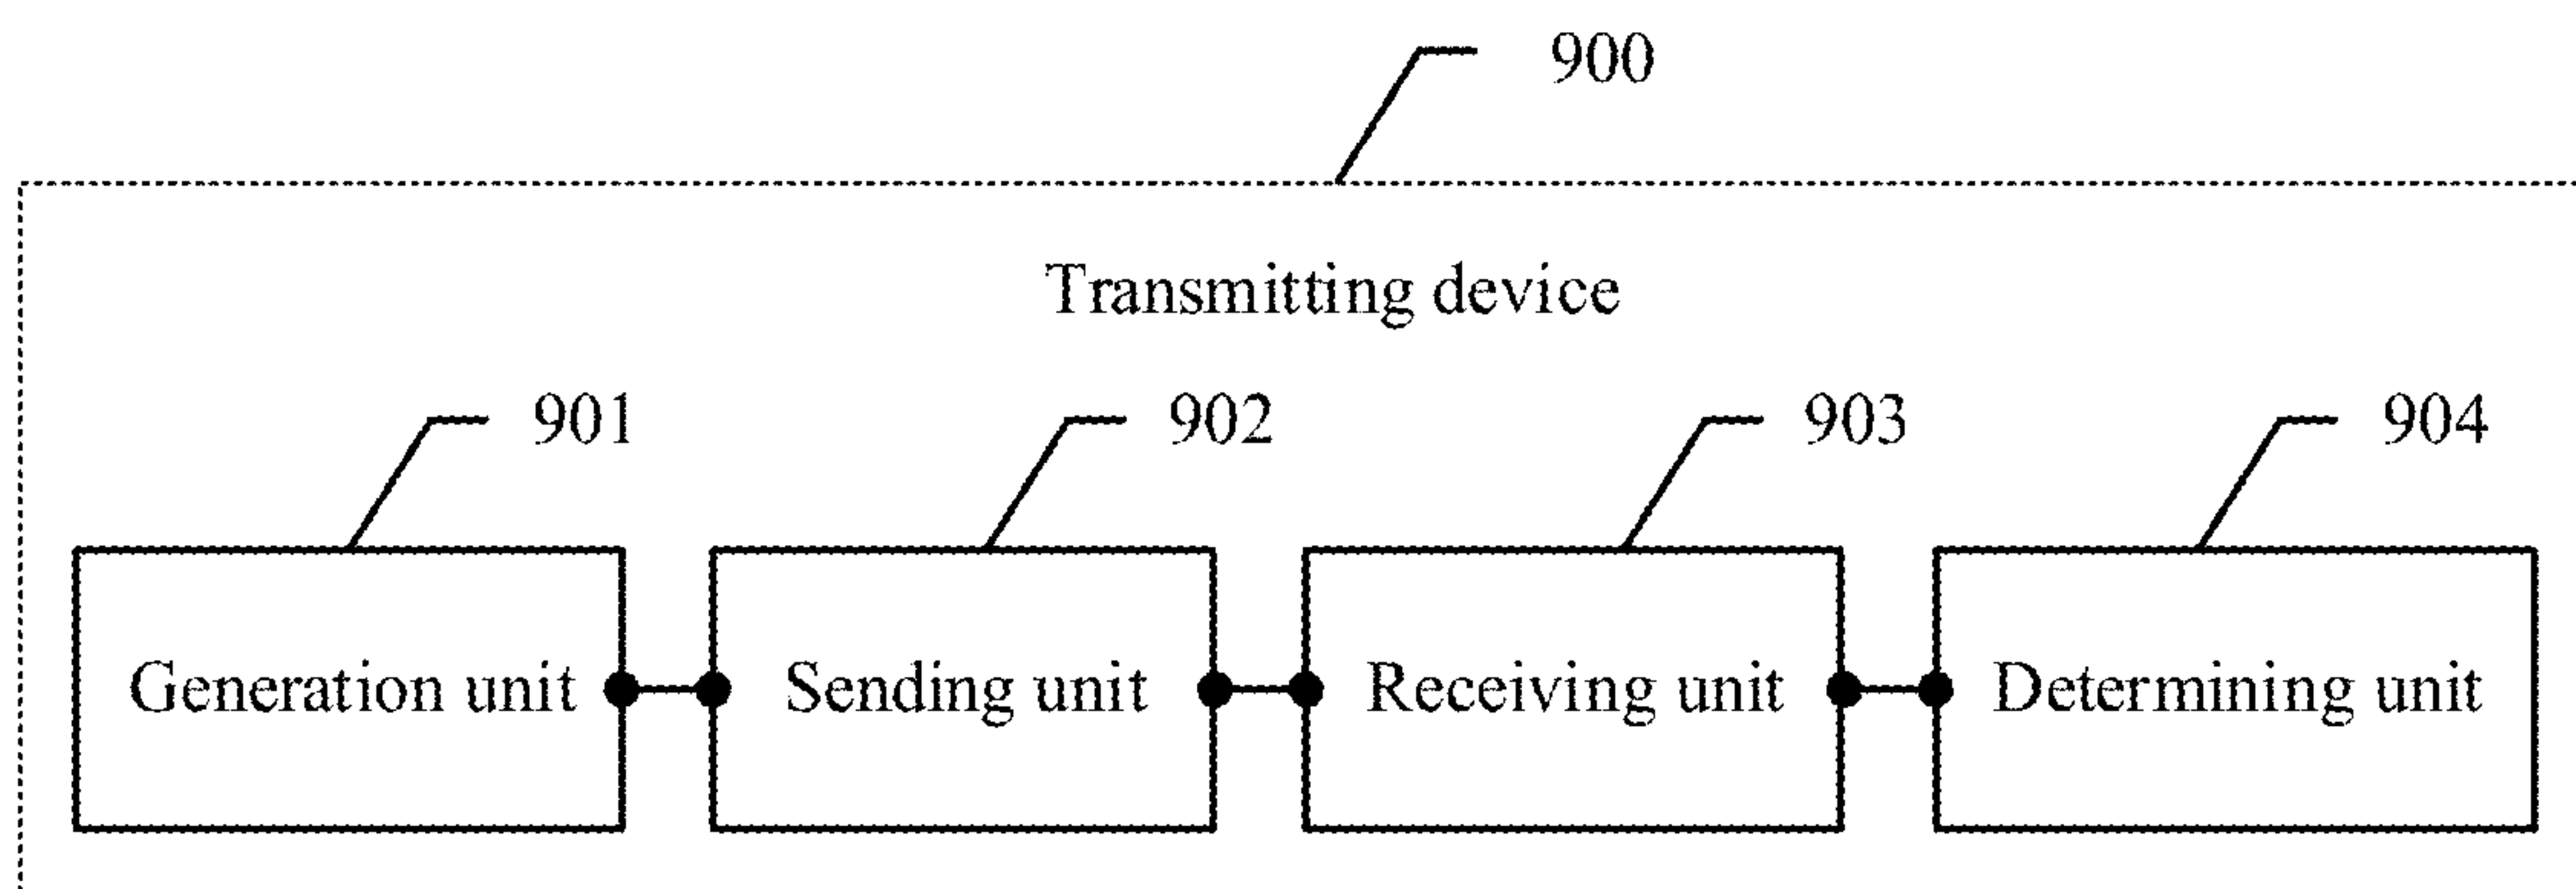 900
Transmitting device
901 902 903 904
Generation unit Sending unit Receiving unit Determining unit